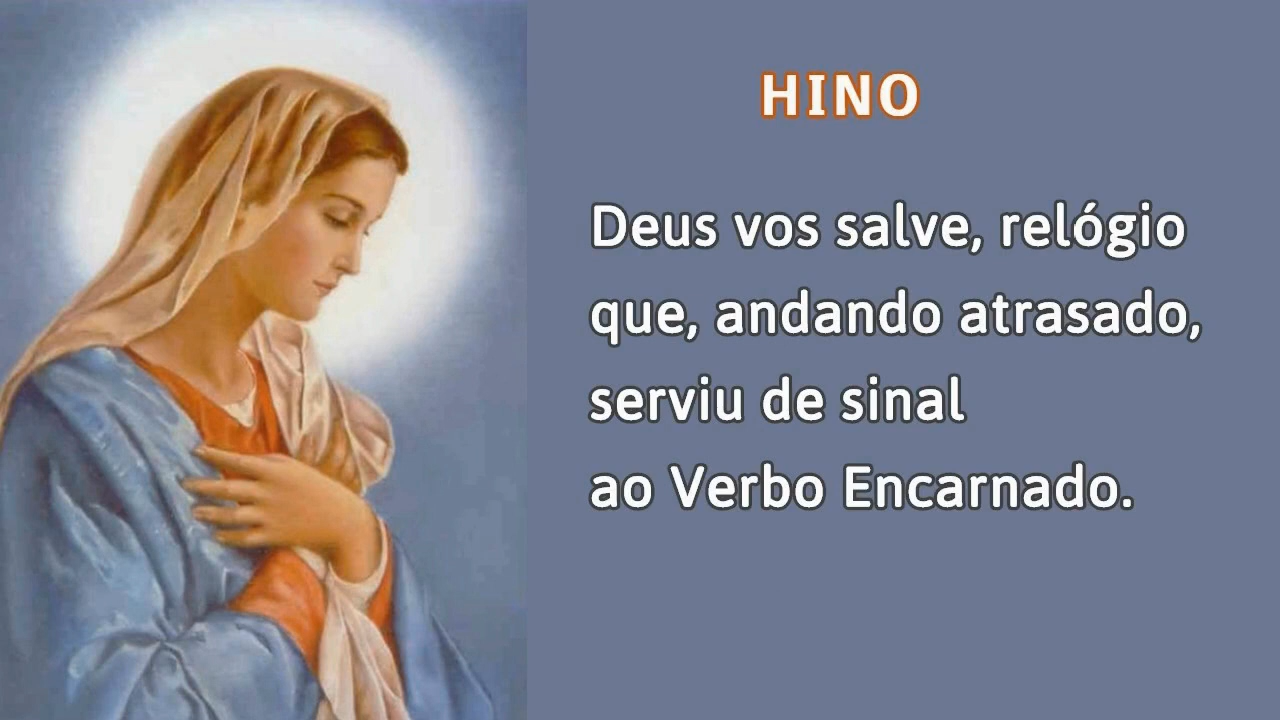 HINO
Deus vos salve, relógio
que, andando atrasado,
serviu de sinal
ao Verbo Encarnado.